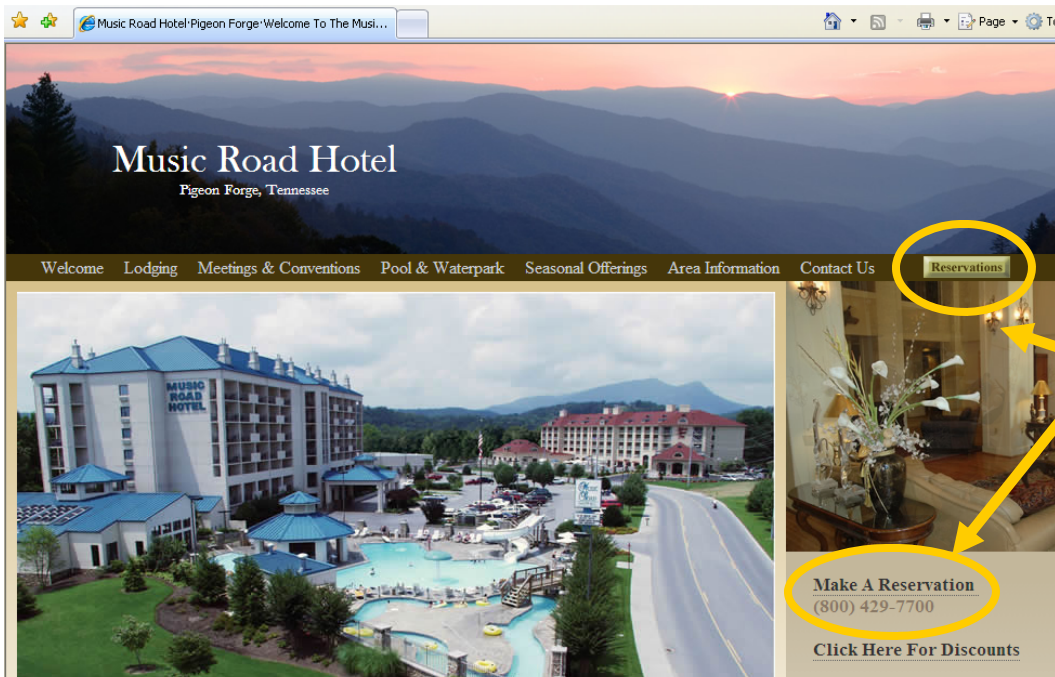 Music Road Hotel·Pigeon Forge·Welcome To The Musi...
Page
Music Road Hotel
Pigeon Forge, Tennessee
Welcome Lodging Meetings & Conventions Pool & Waterpark Seasonal Offerings Area Information Contact Us Reservations
MUSIC
ROAD
HOTEL
Make A Reservation
(800) 429-7700
Click Here For Discounts